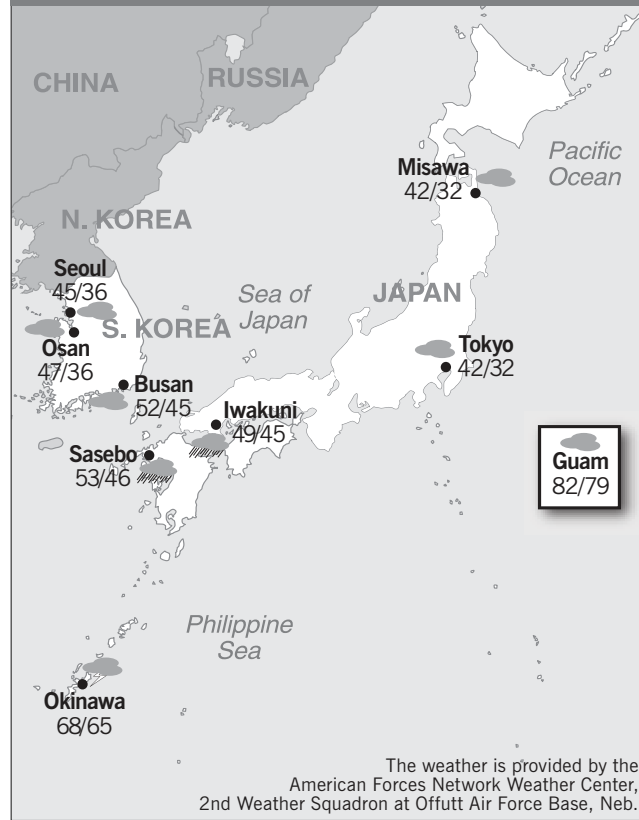 CHINA
RUSSIA
Pacific
Ocean
Misawa
42/32
N. KOREA
Seoul
45/36
Sea of
Japan
JAPAN
S. KOREA
Osan
47/36
Tokyo
42/32
Busan
52/45
Iwakuni
49/45
Sasebo
53/46
Guam
82/79
Philippine
Sea
Okinawa
68/65
The weather is provided by the
American Forces Network Weather Center,
2nd Weather Squadron at Offutt Air Force Base, Neb.